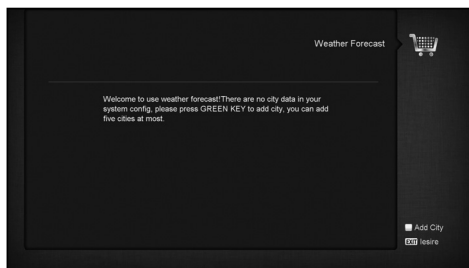 Weather Forecast
Welcome to use weather forecast!There are no city data in your
system config, please press GREEN KEY to add city, you can add
five cities at most.
Add City
EXIT Iesire